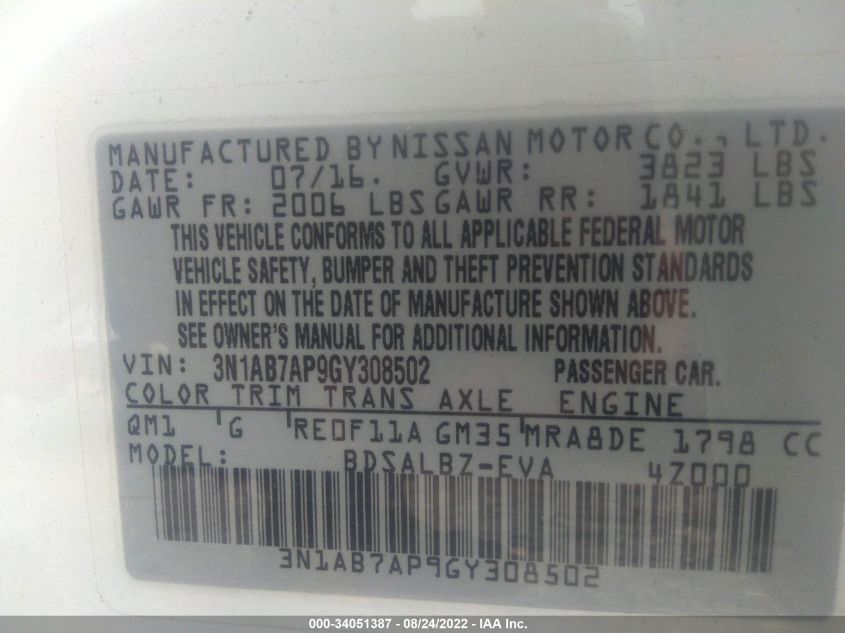 MANUFACTURED BY NISSAN MOTOR CO., LTD.
DATE: 07/16. GVWR: 3823 LBS
GAWR FR: 2006 LBS GAWR RR: 1841 LBS
THIS VEHICLE CONFORMS TO ALL APPLICABLE FEDERAL MOTOR
VEHICLE SAFETY, BUMPER AND THEFT PREVENTION STANDARDS
IN EFFECT ON THE DATE OF MANUFACTURE SHOWN ABOVE.
SEE OWNER'S MANUAL FOR ADDITIONAL INFORMATION.
VIN: 3N1AB7AP9GY308502 PASSENGER CAR.
COLOR TRIM TRANS AXLE ENGINE
QM1 G RE0F11A GM35 MRA8DE 1798 CC
MODEL: BDSALBZ-EVA 4Z000
3N1AB7AP9GY308502
000-34051387 - 08/24/2022 - IAA Inc.